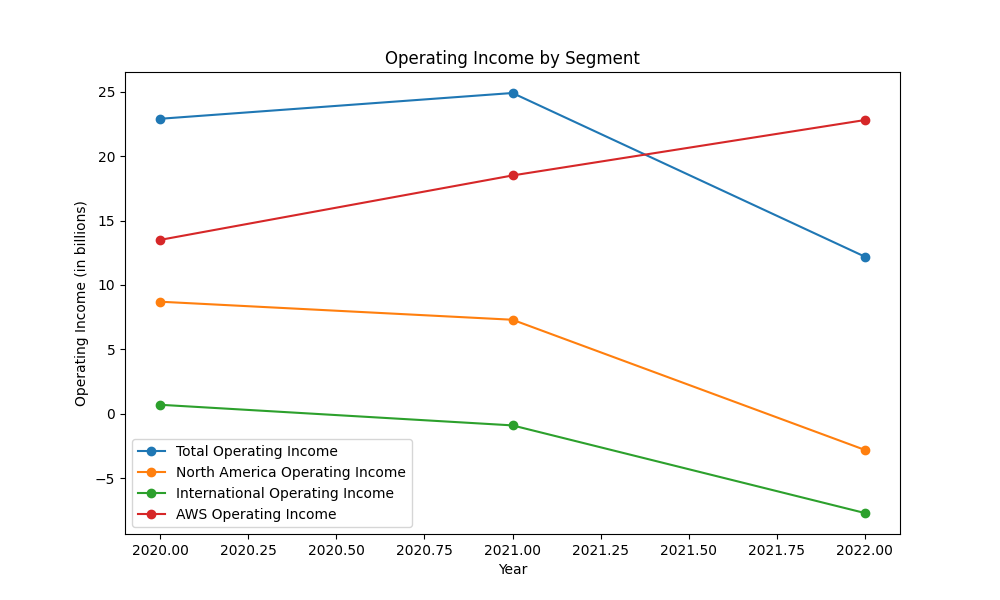 Operating Income by Segment
Operating Income (in billions)
25
20
15
10
5
0
−5
Total Operating Income
North America Operating Income
International Operating Income
AWS Operating Income
2020.00 2020.25 2020.50 2020.75 2021.00 2021.25 2021.50 2021.75 2022.00
Year